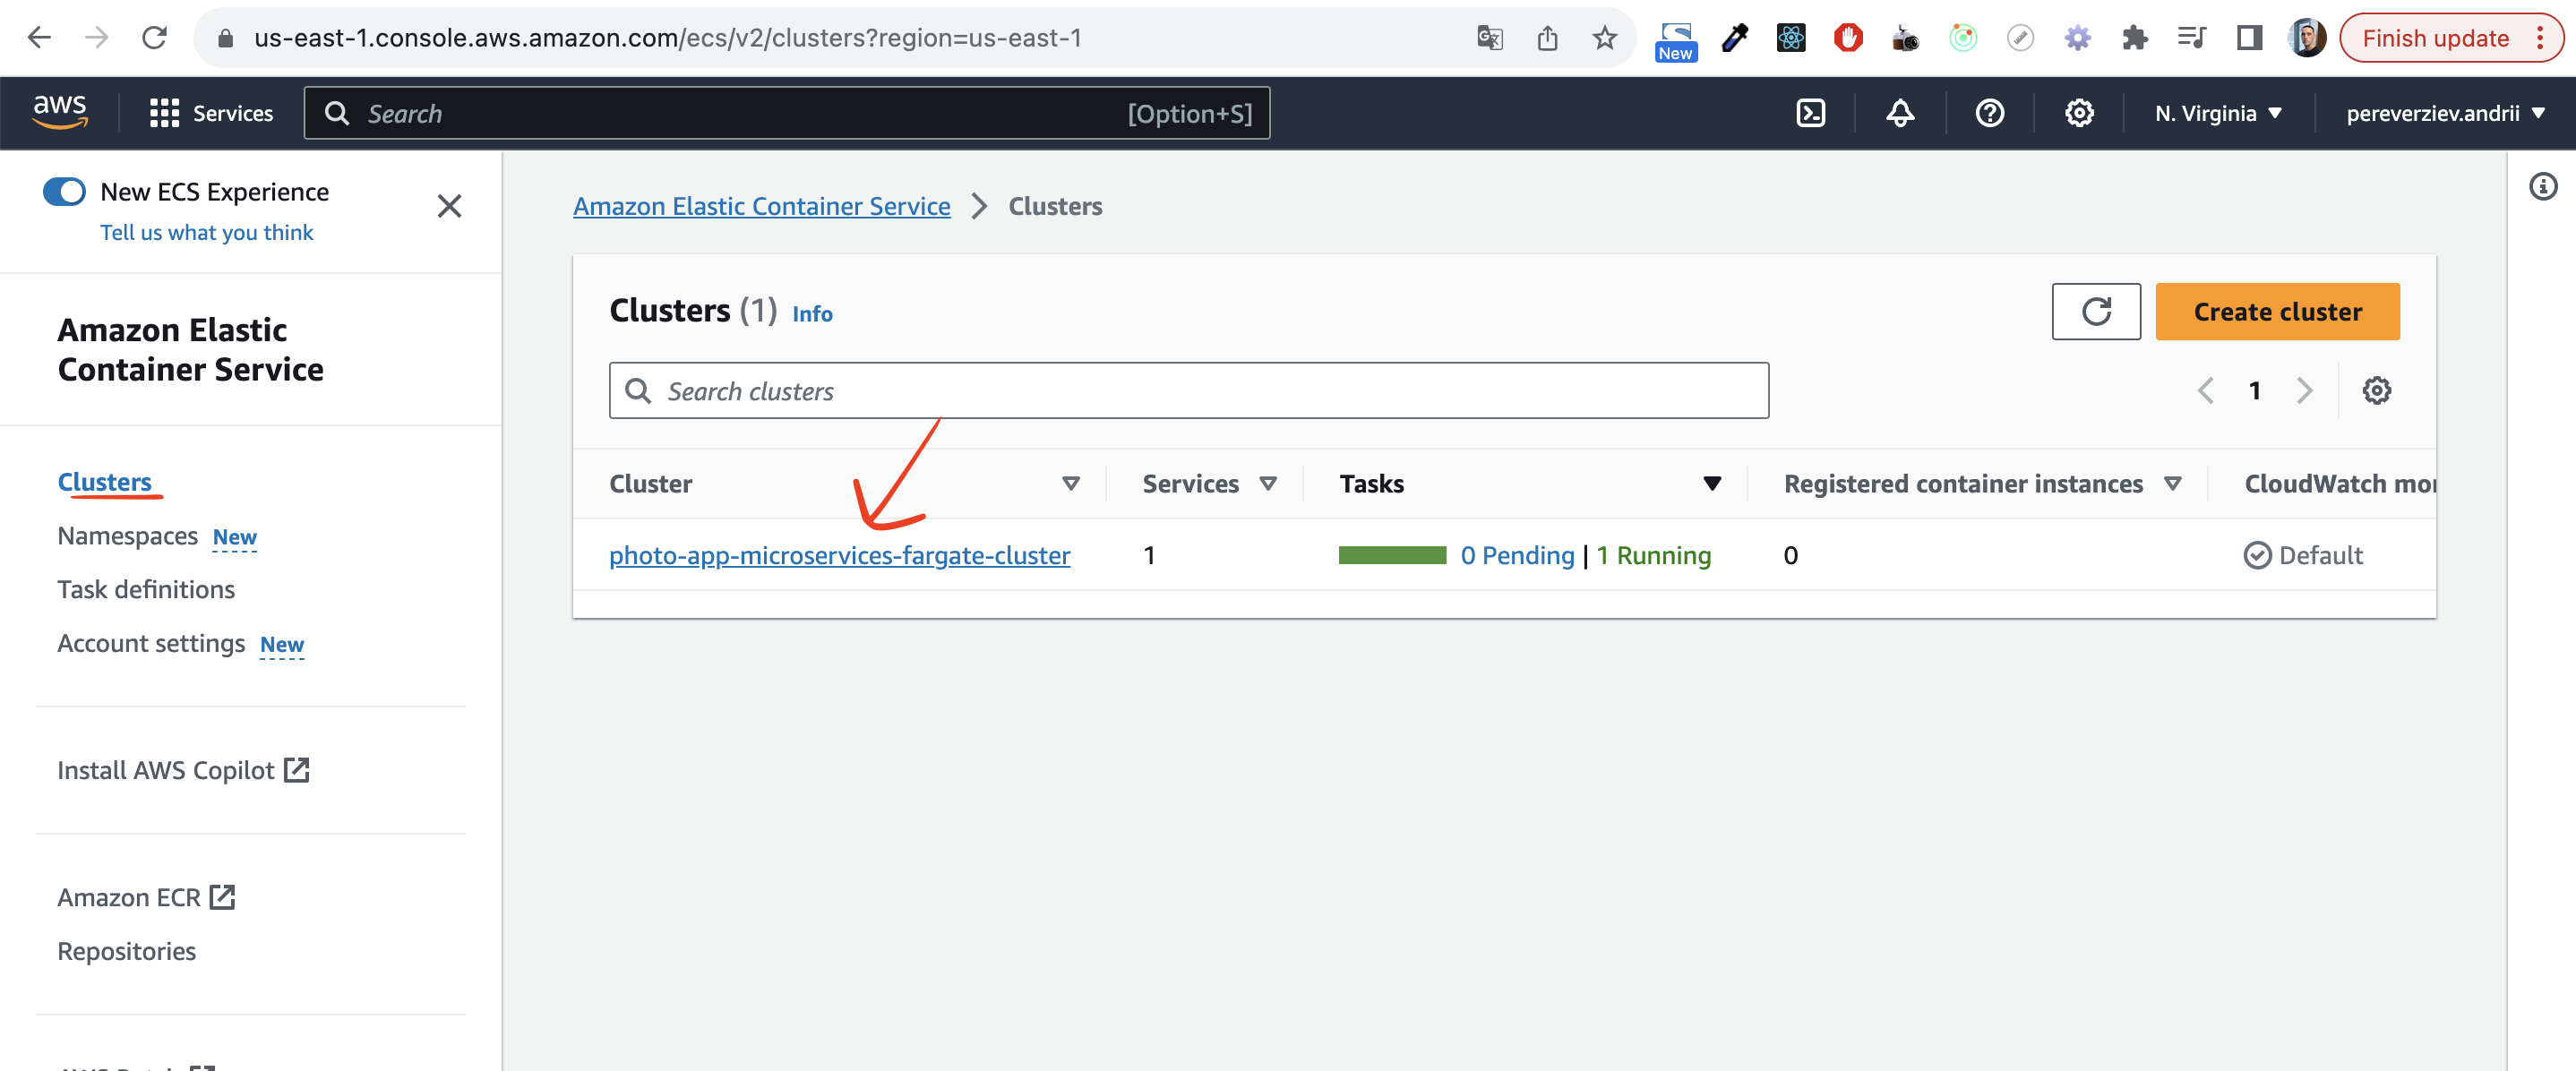 us-east-1.console.aws.amazon.com/ecs/v2/clusters?region=us-east-1
New
Finish update
aws
Services
Search
[Option+S]
N. Virginia
pereverziev.andrii
New ECS Experience
Tell us what you think
Amazon Elastic
Container Service
Clusters
Namespaces New
Task definitions
Account settings New
Install AWS Copilot
Amazon ECR
Repositories
Amazon Elastic Container Service > Clusters
Clusters (1) Info
Create cluster
Search clusters
1
Cluster Services Tasks Registered container instances CloudWatch
photo-app-microservices-fargate-cluster 1 0 Pending | 1 Running 0 Default